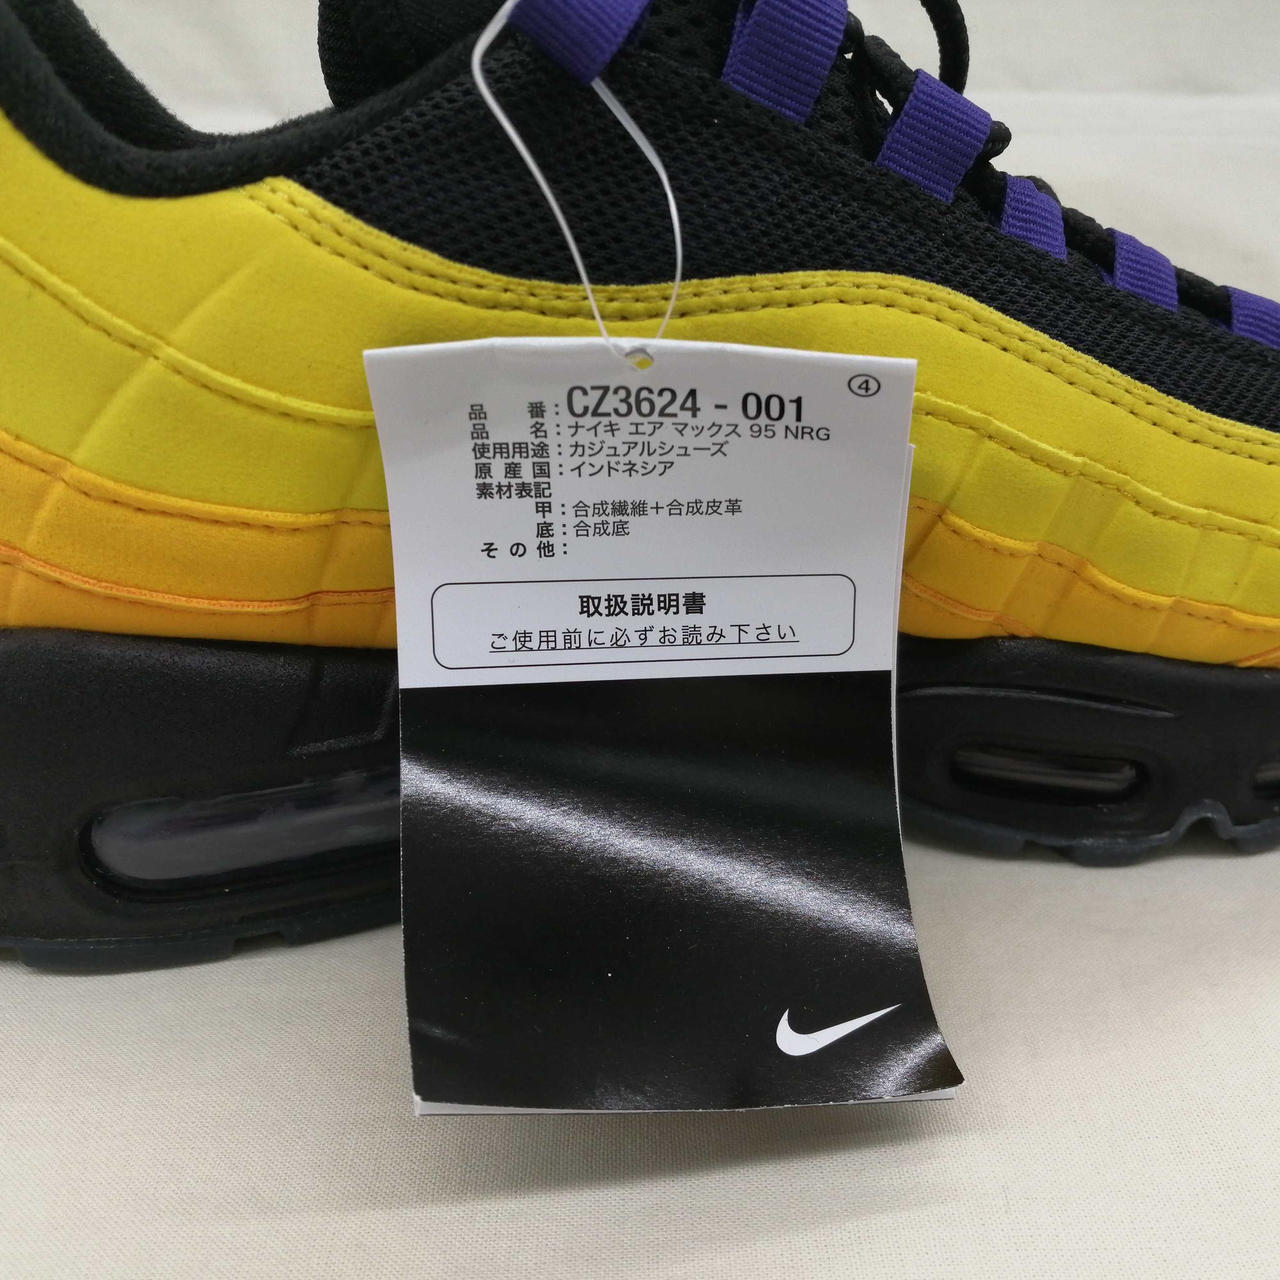 ④
品 番：CZ3624 - 001
品 名：ナイキ エア マックス 95 NRG
使用用途：カジュアルシューズ
原 産 国：インドネシア
素材表記
甲：合成繊維＋合成皮革
底：合成底
そ の 他：
取扱説明書
ご使用前に必ずお読み下さい